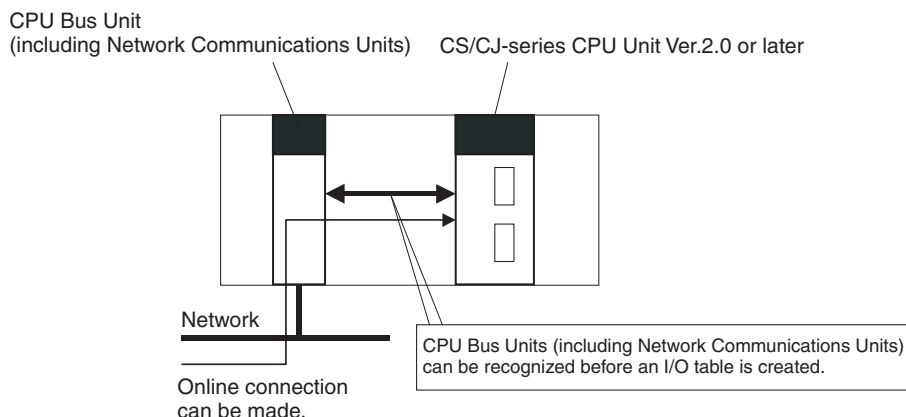 CPU Bus Unit
(including Network Communications Units)
CS/CJ-series CPU Unit Ver.2.0 or later
Network
CPU Bus Units (including Network Communications Units)
can be recognized before an I/O table is created.
Online connection
can be made.